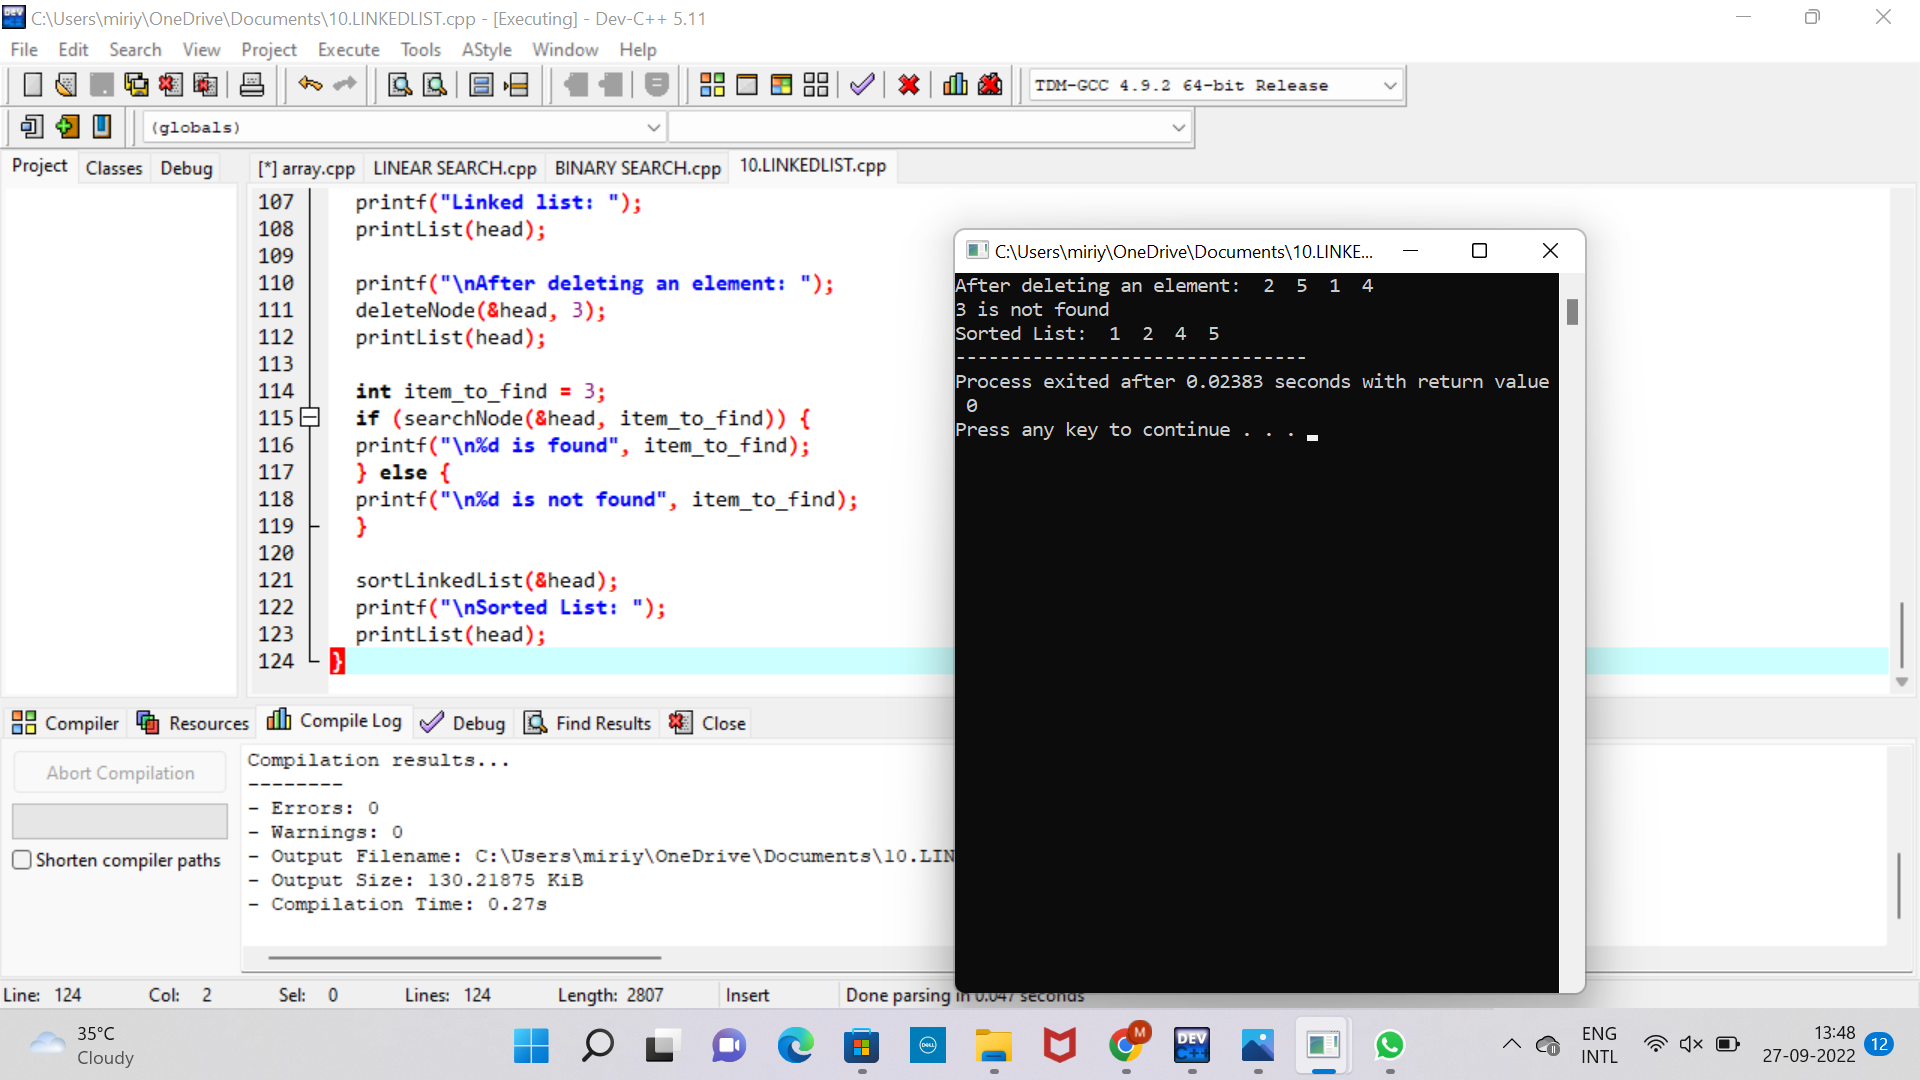 C:\Users\miriy\OneDrive\Documents\10.LINKEDLIST.cpp - [Executing] - Dev-C++ 5.11
File Edit Search View Project Execute Tools AStyle Window Help
TDM-GCC 4.9.2 64-bit Release
(globals)
Project Classes Debug
[*] array.cpp LINEAR SEARCH.cpp BINARY SEARCH.cpp 10.LINKEDLIST.cpp
107 printf("Linked list: ");
108 printList(head);
109
110 printf("\nAfter deleting an element: ");
111 deleteNode(&head, 3);
112 printList(head);
113
114 int item_to_find = 3;
115 if (searchNode(&head, item_to_find)) {
116 printf("\n%d is found", item_to_find);
117 } else {
118 printf("\n%d is not found", item_to_find);
119 }
120
121 sortLinkedList(&head);
122 printf("\nSorted List: ");
123 printList(head);
124 }
C:\Users\miriy\OneDrive\Documents\10.LINKE...
After deleting an element:  2  5  1  4
3 is not found
Sorted List:  1  2  4  5
--------------------------------
Process exited after 0.02383 seconds with return value
0
Press any key to continue . . .
Compiler Resources Compile Log Debug Find Results Close
Abort Compilation
Shorten compiler paths
Compilation results...
--------
- Errors: 0
- Warnings: 0
- Output Filename: C:\Users\miriy\OneDrive\Documents\10.LIN
- Output Size: 130.21875 KiB
- Compilation Time: 0.27s
Line: 124 Col: 2 Sel: 0 Lines: 124 Length: 2807 Insert Done parsing in 0.047 seconds
35°C
Cloudy
DELL
M
DEV
C++
ENG
INTL
13:48
27-09-2022
12